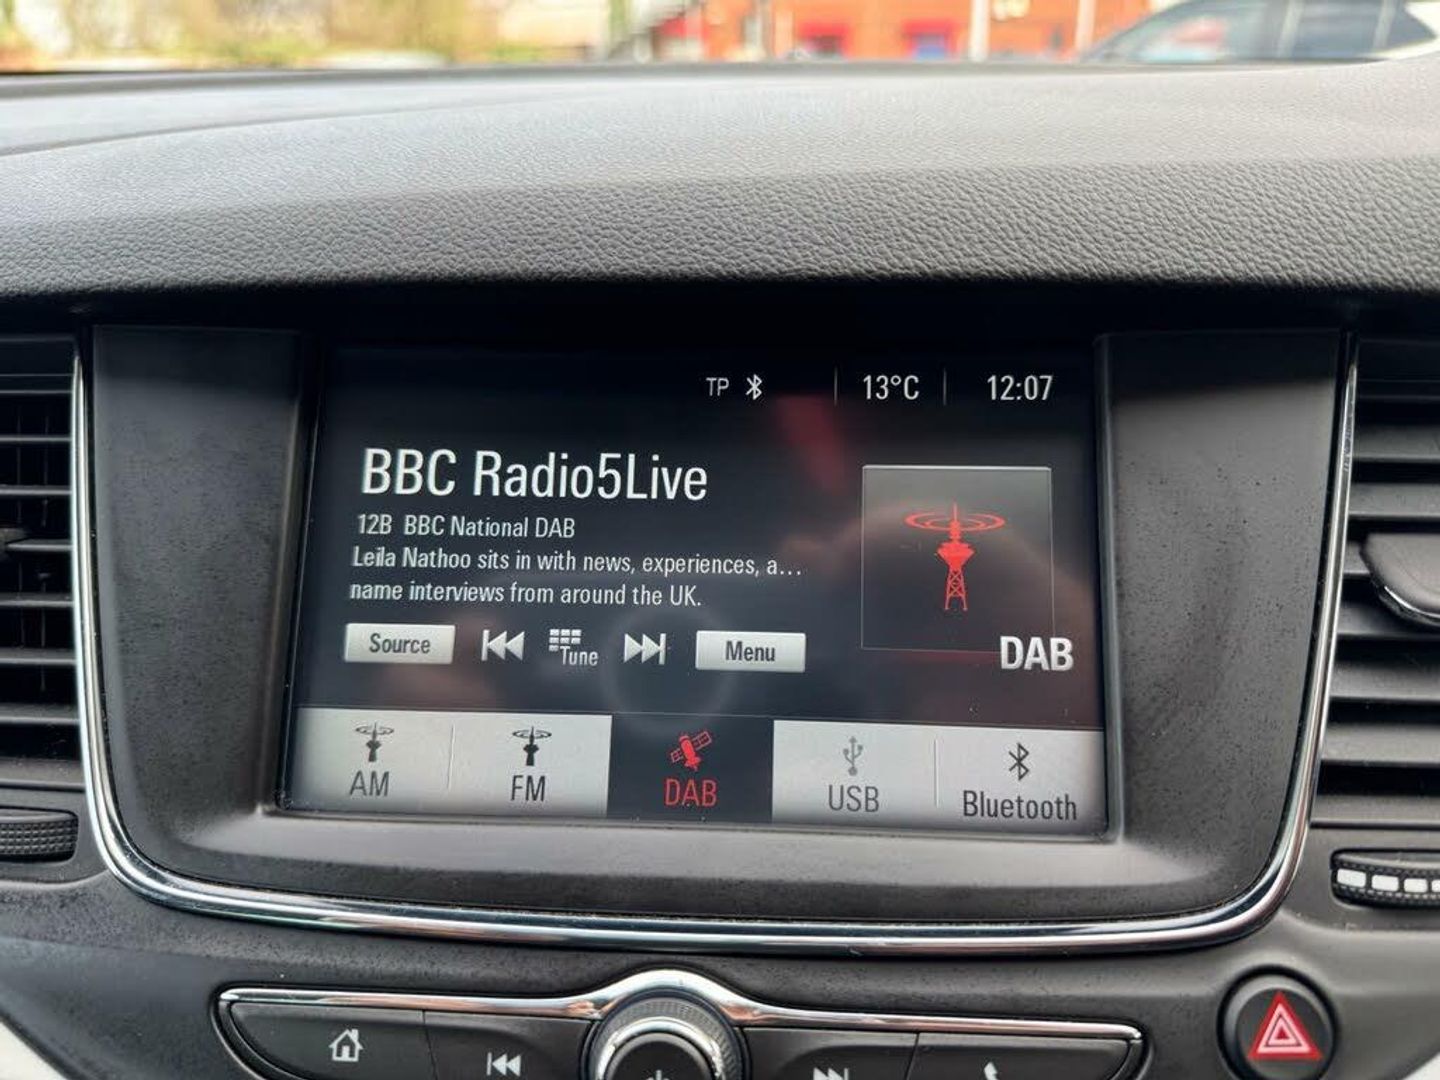 TP 13°C 12:07
BBC Radio5Live
12B BBC National DAB
Leila Nathoo sits in with news, experiences, a...
name interviews from around the UK.
Source Tune Menu
DAB
AM FM DAB USB Bluetooth